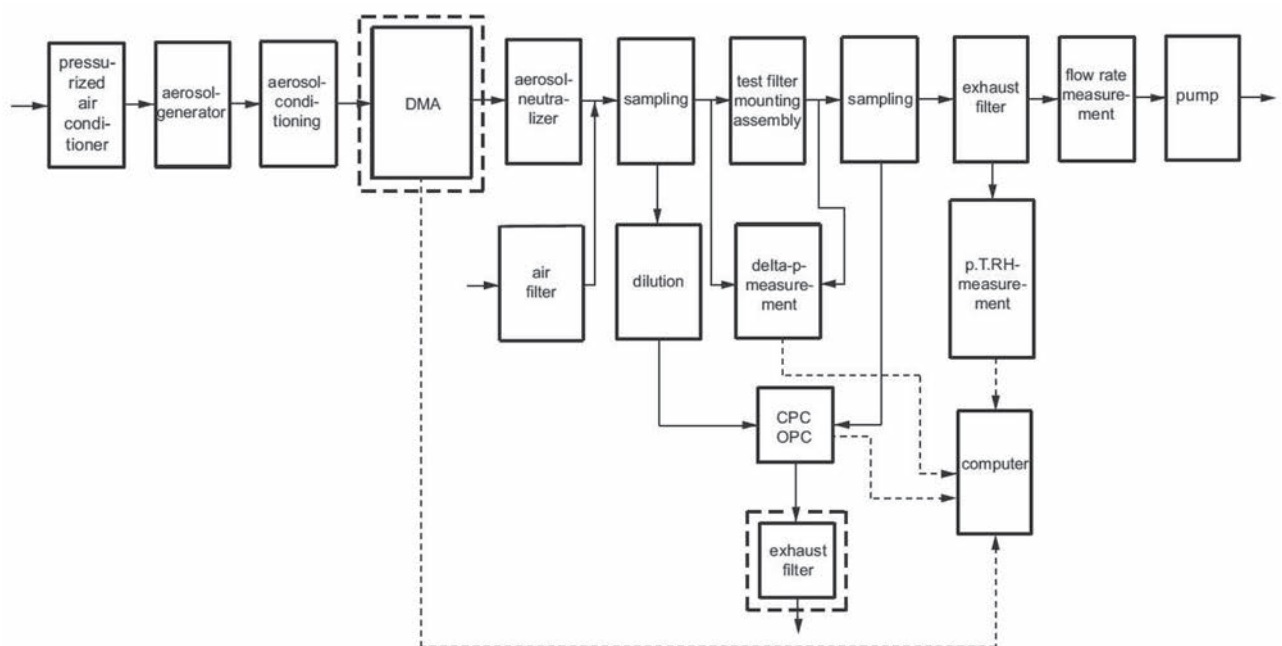 pressu-
rized
air
condi-
tioner
aerosol-
generator
aerosol-
condi-
tioning
DMA
aerosol-
neutra-
lizer
sampling
test filter
mounting
assembly
sampling
exhaust
filter
flow rate
measure-
ment
pump
air
filter
dilution
delta-p-
measure-
ment
p.T.RH-
measure-
ment
CPC
OPC
computer
exhaust
filter